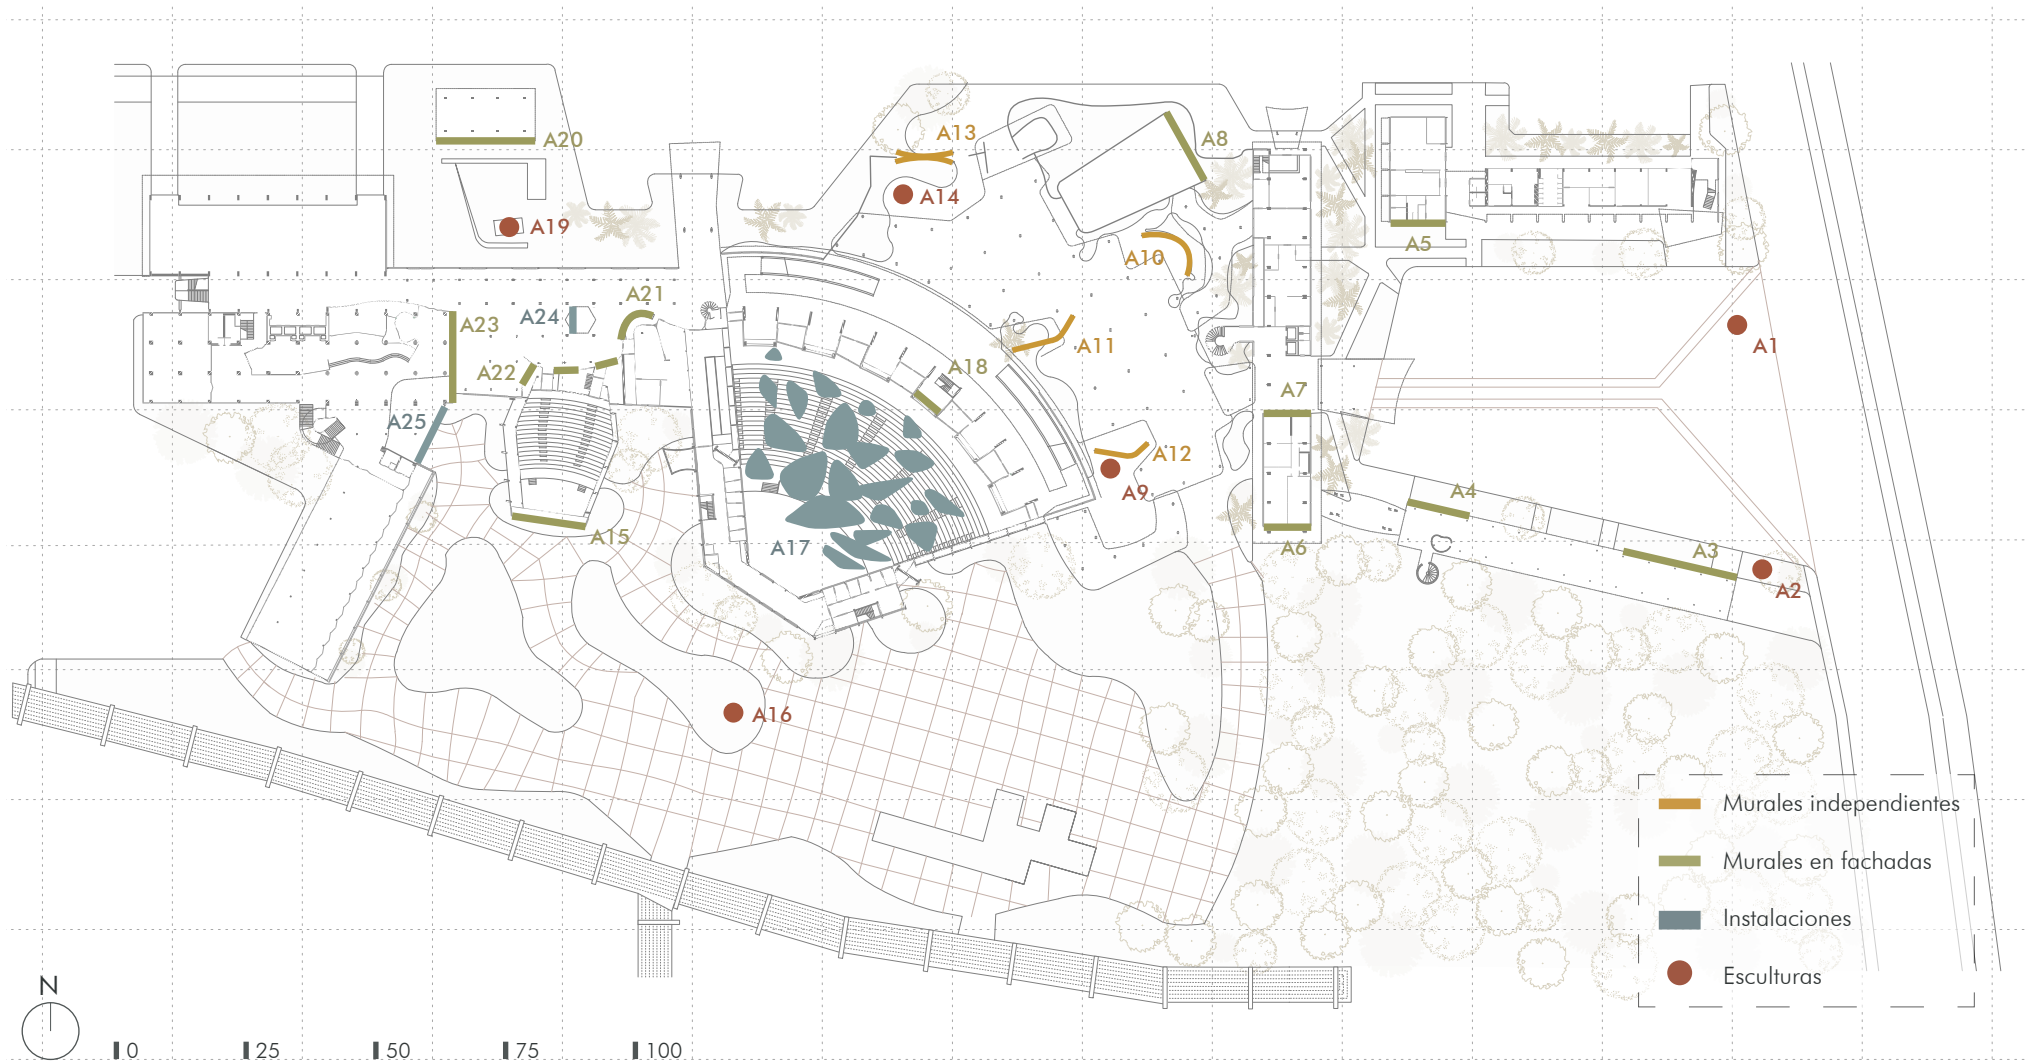 A13
A20
A8
A14
A19
A5
A10
A21
A24
A23
A11
A1
A22
A18
A7
A25
A12
A9
A4
A15
A17
A6
A3
A2
A16
Murales independientes
Murales en fachadas
Instalaciones
Esculturas
N
0 25 50 75 100